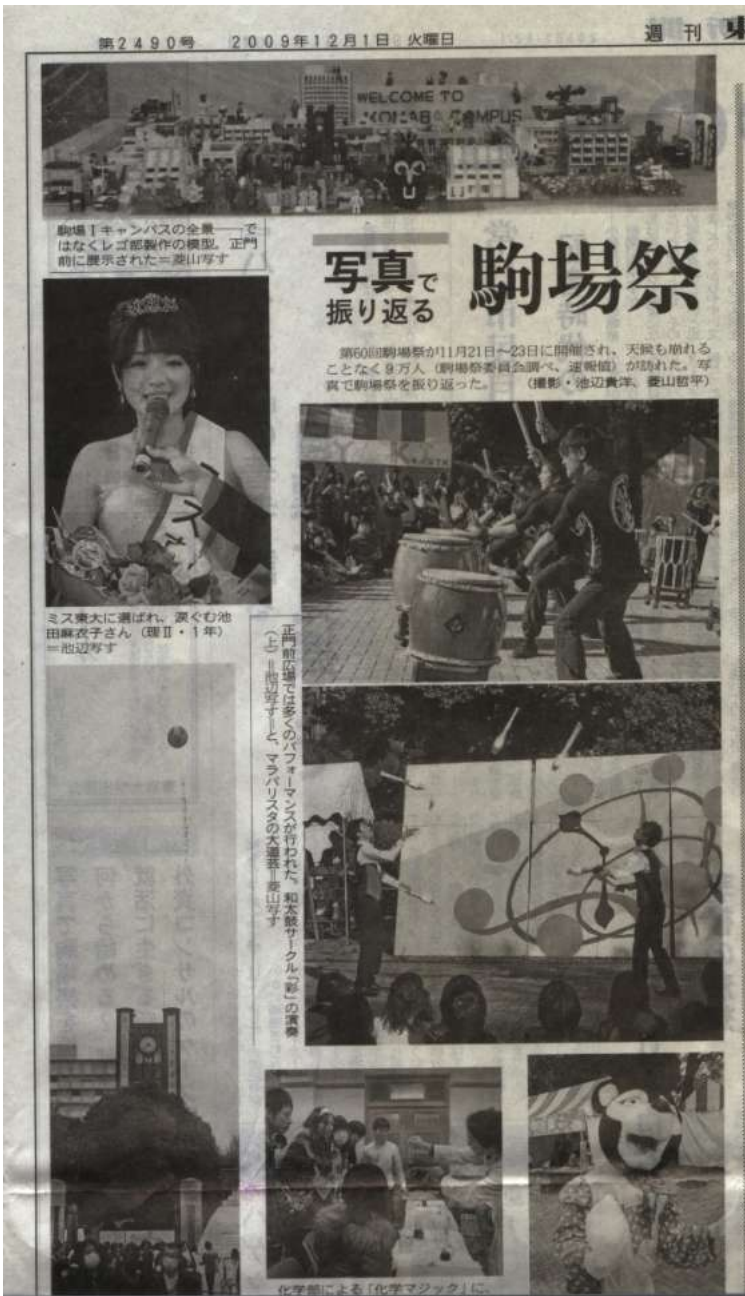 第2490号 2009年12月1日 火曜日
週刊
WELCOME TO
KOMABA CAMPUS
駒場Iキャンパスの全景――で
はなくレゴ部製作の模型。正門
前に展示された＝菱山写す
写真で
振り返る
駒場祭
第60回駒場祭が11月21日〜23日に開催され、天候も崩れる
ことなく9万人（駒場祭委員会調べ、速報値）が訪れた。写
真で駒場祭を振り返った。　（撮影・池辺貴洋、菱山哲平）
ミス東大に選ばれ、涙ぐむ池
田麻衣子さん（理Ⅱ・1年）
＝池辺写す
正門前広場では多くのパフォーマンスが行われた。和太鼓サークル「彩」の演奏
（上）＝池辺写す＝と、マラバリスタの大道芸＝菱山写す
化学部による「化学マジック」に、